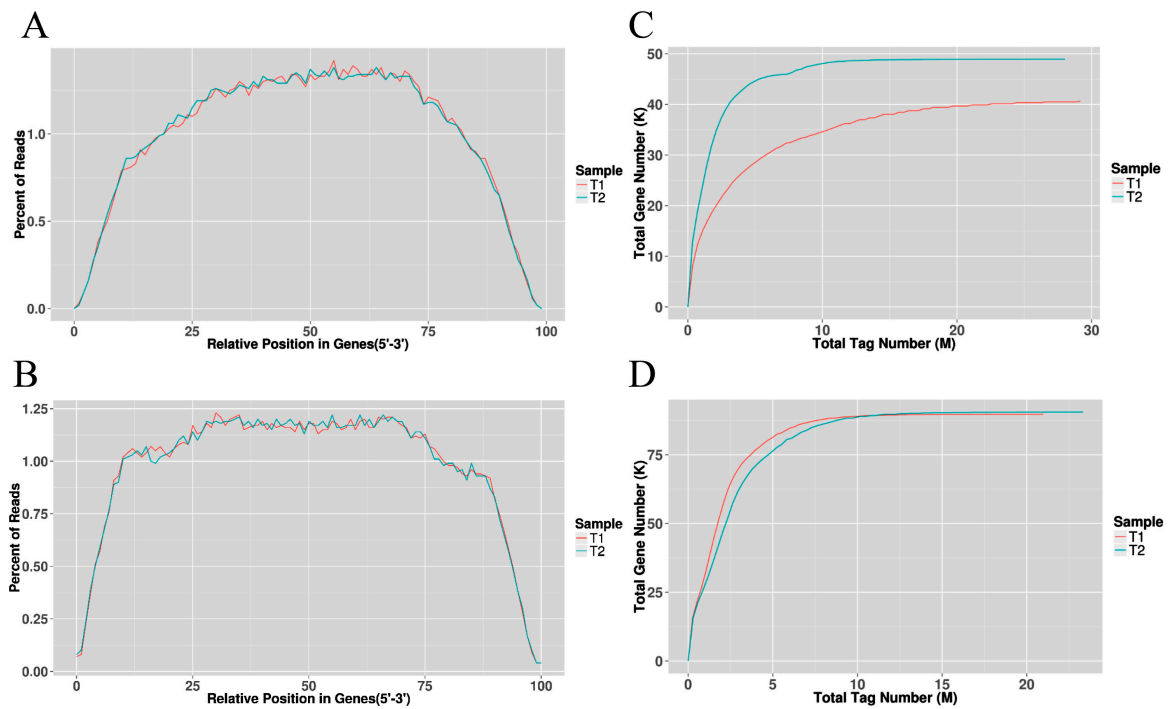 A
Percent of Reads
1.0
0.5
0.0
0
25
50
75
100
Relative Position in Genes(5'-3')
Sample
T1
T2
C
Total Gene Number (K)
50
40
30
20
10
0
0
10
20
30
Total Tag Number (M)
Sample
T1
T2
B
Percent of Reads
1.25
1.00
0.75
0.50
0.25
0.00
0
25
50
75
100
Relative Position in Genes(5'-3')
Sample
T1
T2
D
Total Gene Number (K)
75
50
25
0
0
5
10
15
20
Total Tag Number (M)
Sample
T1
T2